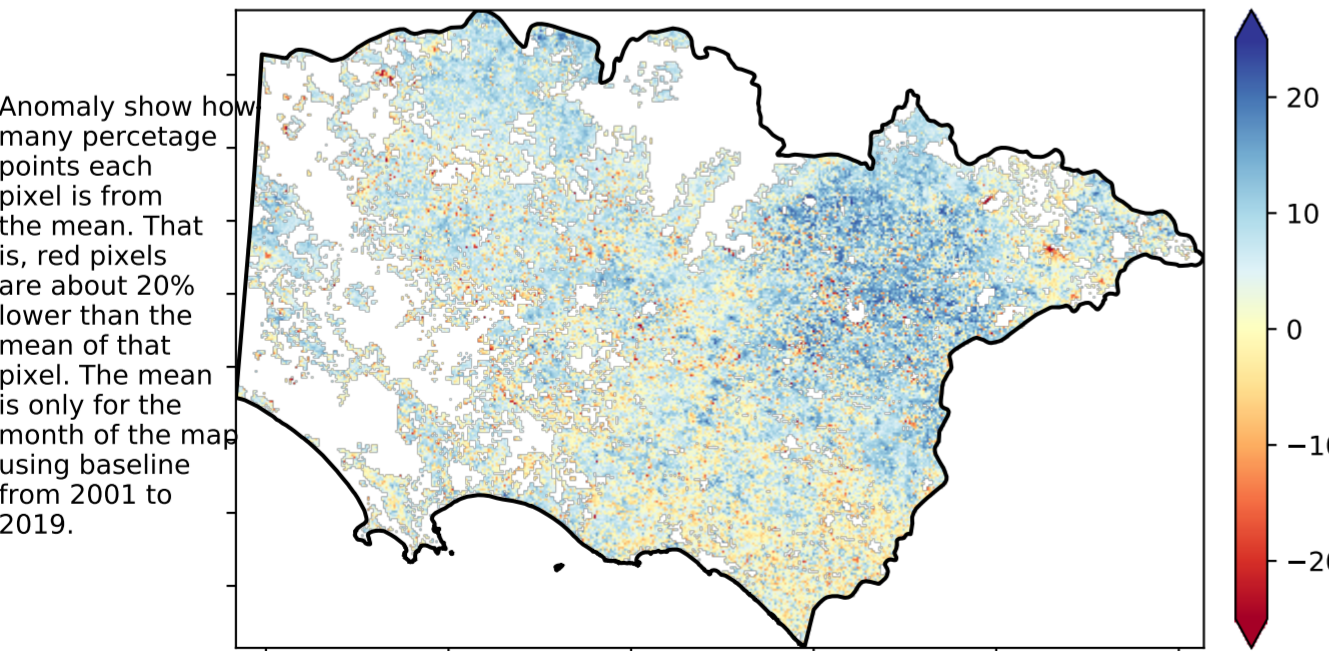 Anomaly show how
many percetage
points each
pixel is from
the mean. That
is, red pixels
are about 20%
lower than the
mean of that
pixel. The mean
is only for the
month of the map
using baseline
from 2001 to
2019.
20
10
0
−10
−20